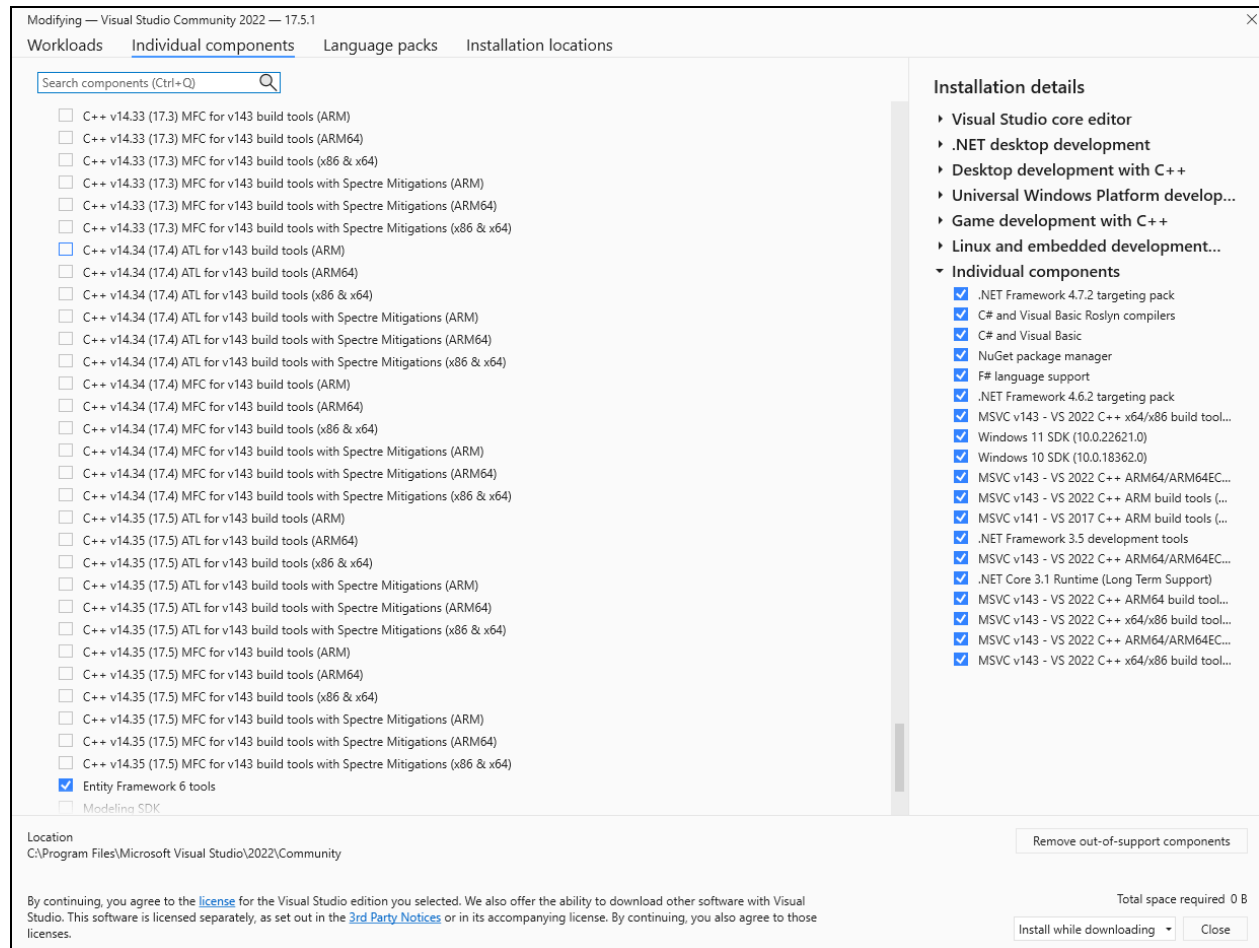 Modifying — Visual Studio Community 2022 — 17.5.1
Workloads Individual components Language packs Installation locations
Search components (Ctrl+Q)
C++ v14.33 (17.3) MFC for v143 build tools (ARM)
C++ v14.33 (17.3) MFC for v143 build tools (ARM64)
C++ v14.33 (17.3) MFC for v143 build tools (x86 & x64)
C++ v14.33 (17.3) MFC for v143 build tools with Spectre Mitigations (ARM)
C++ v14.33 (17.3) MFC for v143 build tools with Spectre Mitigations (ARM64)
C++ v14.33 (17.3) MFC for v143 build tools with Spectre Mitigations (x86 & x64)
C++ v14.34 (17.4) ATL for v143 build tools (ARM)
C++ v14.34 (17.4) ATL for v143 build tools (ARM64)
C++ v14.34 (17.4) ATL for v143 build tools (x86 & x64)
C++ v14.34 (17.4) ATL for v143 build tools with Spectre Mitigations (ARM)
C++ v14.34 (17.4) ATL for v143 build tools with Spectre Mitigations (ARM64)
C++ v14.34 (17.4) ATL for v143 build tools with Spectre Mitigations (x86 & x64)
C++ v14.34 (17.4) MFC for v143 build tools (ARM)
C++ v14.34 (17.4) MFC for v143 build tools (ARM64)
C++ v14.34 (17.4) MFC for v143 build tools (x86 & x64)
C++ v14.34 (17.4) MFC for v143 build tools with Spectre Mitigations (ARM)
C++ v14.34 (17.4) MFC for v143 build tools with Spectre Mitigations (ARM64)
C++ v14.34 (17.4) MFC for v143 build tools with Spectre Mitigations (x86 & x64)
C++ v14.35 (17.5) ATL for v143 build tools (ARM)
C++ v14.35 (17.5) ATL for v143 build tools (ARM64)
C++ v14.35 (17.5) ATL for v143 build tools (x86 & x64)
C++ v14.35 (17.5) ATL for v143 build tools with Spectre Mitigations (ARM)
C++ v14.35 (17.5) ATL for v143 build tools with Spectre Mitigations (ARM64)
C++ v14.35 (17.5) ATL for v143 build tools with Spectre Mitigations (x86 & x64)
C++ v14.35 (17.5) MFC for v143 build tools (ARM)
C++ v14.35 (17.5) MFC for v143 build tools (ARM64)
C++ v14.35 (17.5) MFC for v143 build tools (x86 & x64)
C++ v14.35 (17.5) MFC for v143 build tools with Spectre Mitigations (ARM)
C++ v14.35 (17.5) MFC for v143 build tools with Spectre Mitigations (ARM64)
C++ v14.35 (17.5) MFC for v143 build tools with Spectre Mitigations (x86 & x64)
Entity Framework 6 tools
Modeling SDK
Installation details
Visual Studio core editor
.NET desktop development
Desktop development with C++
Universal Windows Platform develop...
Game development with C++
Linux and embedded development...
Individual components
.NET Framework 4.7.2 targeting pack
C# and Visual Basic Roslyn compilers
C# and Visual Basic
NuGet package manager
F# language support
.NET Framework 4.6.2 targeting pack
MSVC v143 - VS 2022 C++ x64/x86 build tool...
Windows 11 SDK (10.0.22621.0)
Windows 10 SDK (10.0.18362.0)
MSVC v143 - VS 2022 C++ ARM64/ARM64EC...
MSVC v143 - VS 2022 C++ ARM build tools (...
MSVC v141 - VS 2017 C++ ARM build tools (...
.NET Framework 3.5 development tools
MSVC v143 - VS 2022 C++ ARM64/ARM64EC...
.NET Core 3.1 Runtime (Long Term Support)
MSVC v143 - VS 2022 C++ ARM64 build tool...
MSVC v143 - VS 2022 C++ x64/x86 build tool...
MSVC v143 - VS 2022 C++ ARM64/ARM64EC...
MSVC v143 - VS 2022 C++ x64/x86 build tool...
Location
C:\Program Files\Microsoft Visual Studio\2022\Community
Remove out-of-support components
By continuing, you agree to the license for the Visual Studio edition you selected. We also offer the ability to download other software with Visual
Studio. This software is licensed separately, as set out in the 3rd Party Notices or in its accompanying license. By continuing, you also agree to those
licenses.
Total space required 0 B
Install while downloading Close